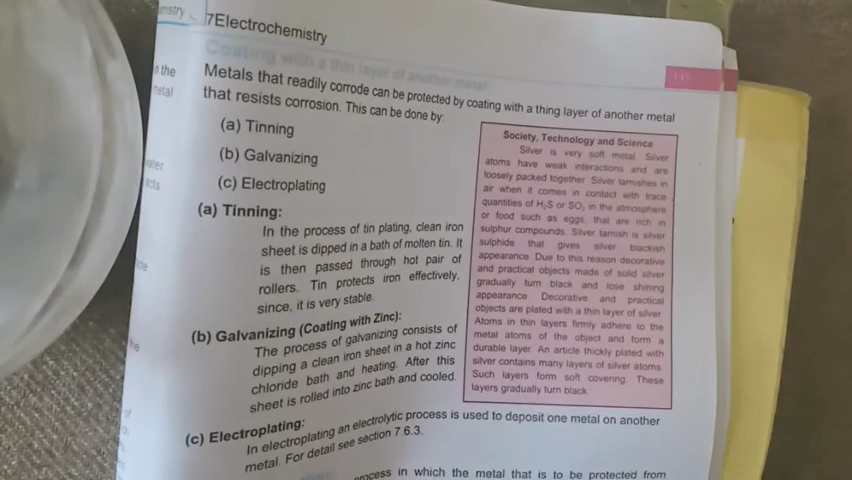 7Electrochemistry
Coating with a thin layer of another metal
145
Metals that readily corrode can be protected by coating with a thing layer of another metal
that resists corrosion. This can be done by:
(a) Tinning
(b) Galvanizing
(c) Electroplating
(a) Tinning:
In the process of tin plating, clean iron
sheet is dipped in a bath of molten tin. It
is then passed through hot pair of
rollers. Tin protects iron effectively,
since, it is very stable.
(b) Galvanizing (Coating with Zinc):
The process of galvanizing consists of
dipping a clean iron sheet in a hot zinc
chloride bath and heating. After this
sheet is rolled into zinc bath and cooled.
Society, Technology and Science
Silver is very soft metal. Silver
atoms have weak interactions and are
loosely packed together. Silver tarnishes in
air when it comes in contact with trace
quantities of H₂S or SO₂ in the atmosphere
or food such as eggs, that are rich in
sulphur compounds. Silver tarnish is silver
sulphide that gives silver blackish
appearance. Due to this reason decorative
and practical objects made of solid silver
gradually turn black and lose shining
appearance. Decorative and practical
objects are plated with a thin layer of silver.
Atoms in thin layers firmly adhere to the
metal atoms of the object and form a
durable layer. An article thickly plated with
silver contains many layers of silver atoms.
Such layers form soft covering. These
layers gradually turn black.
(c) Electroplating:
In electroplating an electrolytic process is used to deposit one metal on another
metal. For detail see section 7.6.3.
process in which the metal that is to be protected from
mistry
n the
metal
water
acts